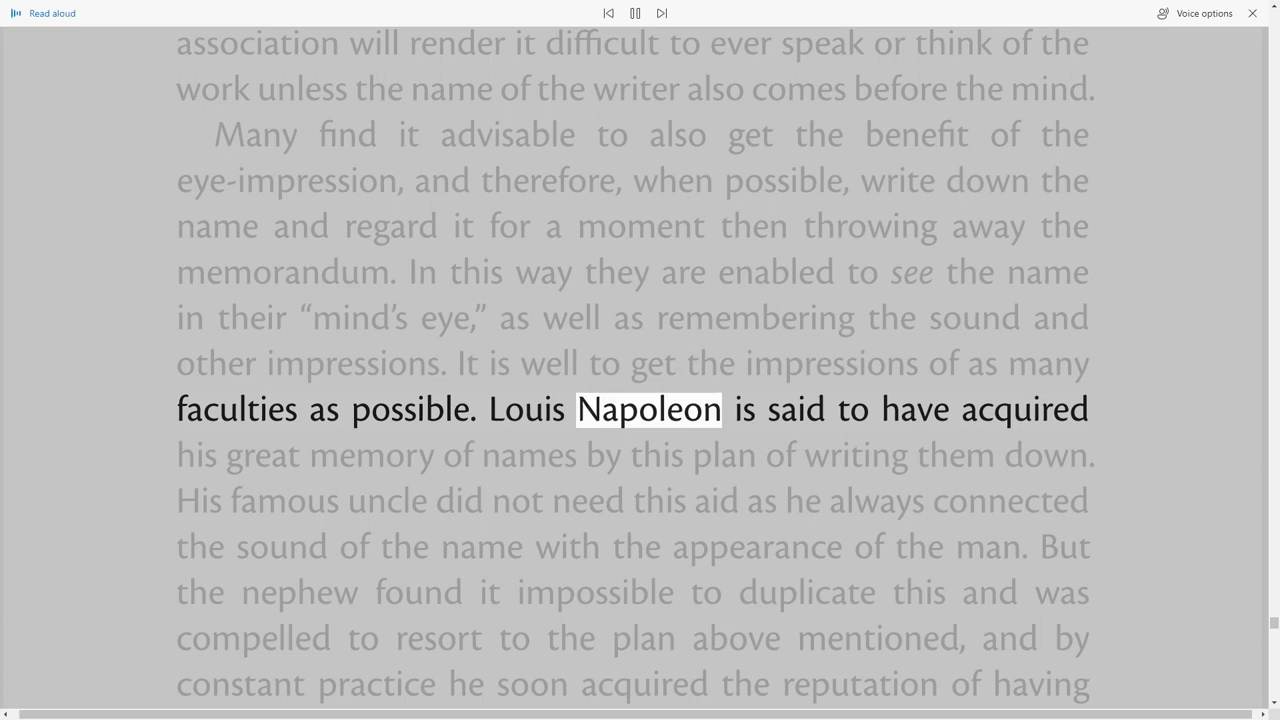 Read aloud
Voice options
association will render it difficult to ever speak or think of the
work unless the name of the writer also comes before the mind.
Many find it advisable to also get the benefit of the
eye-impression, and therefore, when possible, write down the
name and regard it for a moment then throwing away the
memorandum. In this way they are enabled to see the name
in their “mind’s eye,” as well as remembering the sound and
other impressions. It is well to get the impressions of as many
faculties as possible. Louis Napoleon is said to have acquired
his great memory of names by this plan of writing them down.
His famous uncle did not need this aid as he always connected
the sound of the name with the appearance of the man. But
the nephew found it impossible to duplicate this and was
compelled to resort to the plan above mentioned, and by
constant practice he soon acquired the reputation of having